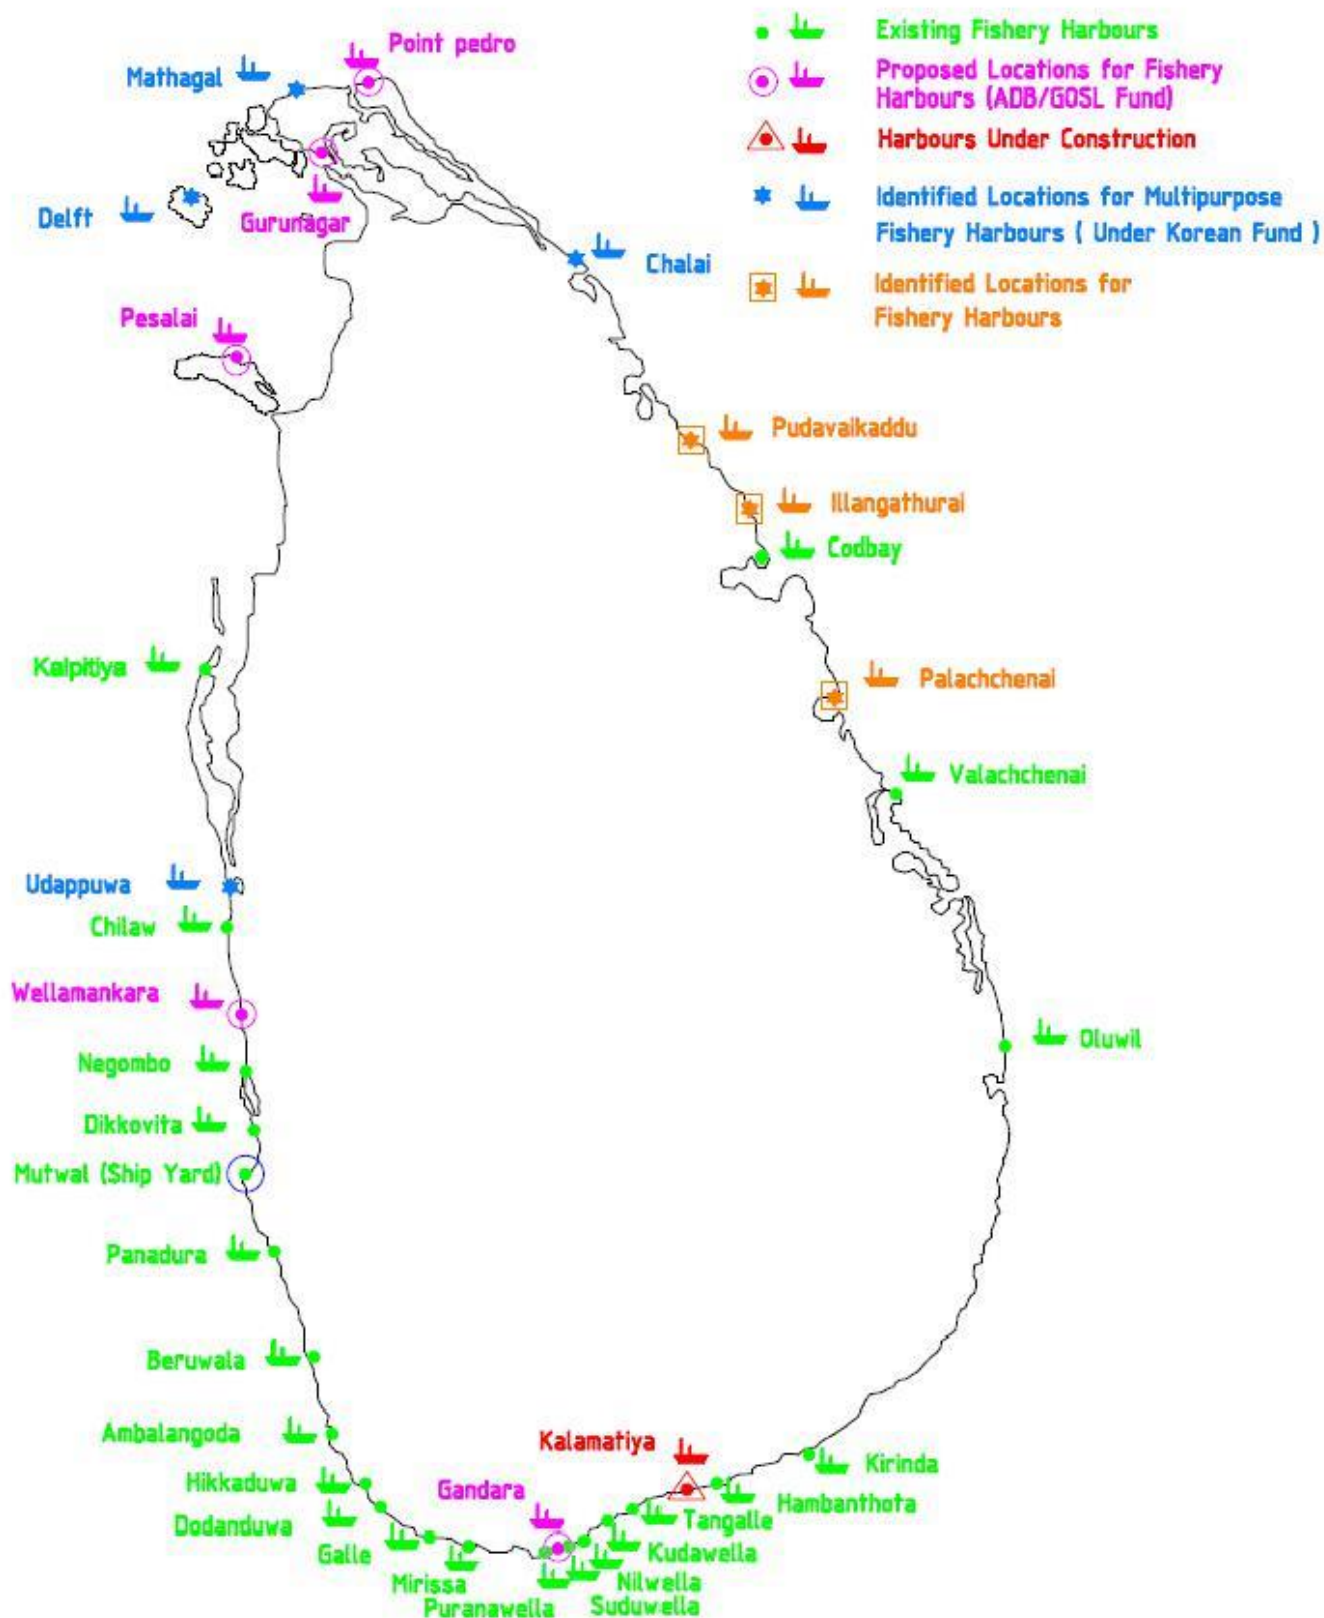 Existing Fishery Harbours
Proposed Locations for Fishery
Harbours (ADB/GOSL Fund)
Harbours Under Construction
Identified Locations for Multipurpose
Fishery Harbours ( Under Korean Fund )
Identified Locations for
Fishery Harbours
Point pedro
Mathagal
Delft
Gurunagar
Chalai
Pesalai
Pudavaikaddu
Illangathurai
Codbay
Kalpitiya
Palachchenai
Valachchenai
Udappuwa
Chilaw
Wellamankara
Oluwil
Negombo
Dikkovita
Mutwal (Ship Yard)
Panadura
Beruwala
Ambalangoda
Kalamatiya
Kirinda
Hikkaduwa
Gandara
Hambanthota
Dodanduwa
Tangalle
Galle
Kudawella
Mirissa
Nilwella
Puranawella
Suduwella